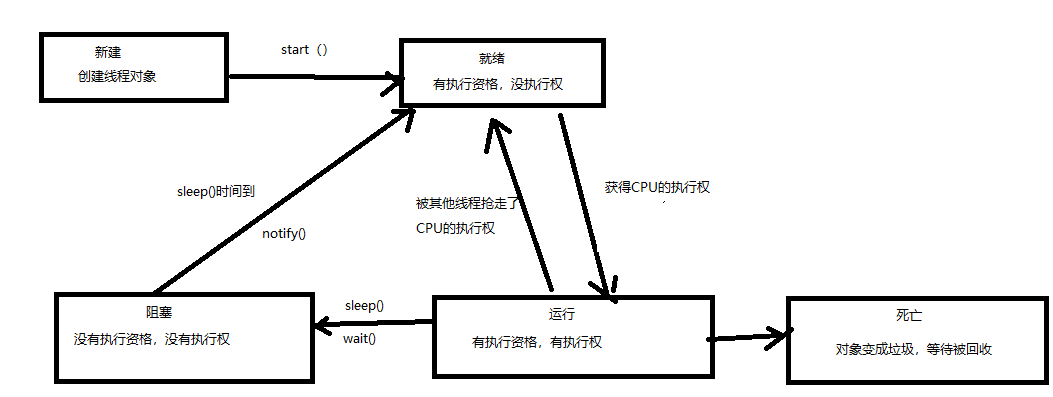 新建
创建线程对象
start（）
就绪
有执行资格，没执行权
sleep()时间到
notify()
被其他线程抢走了
CPU的执行权
获得CPU的执行权
阻塞
没有执行资格，没有执行权
sleep()
wait()
运行
有执行资格，有执行权
死亡
对象变成垃圾，等待被回收